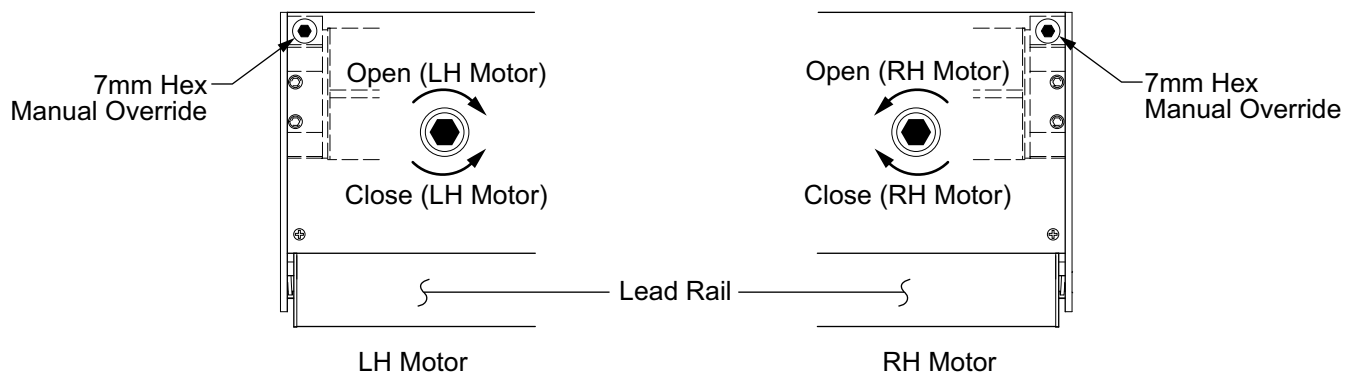 Open (LH Motor)
Open (RH Motor)
7mm Hex
Manual Override
7mm Hex
Manual Override
Close (LH Motor)
Close (RH Motor)
Lead Rail
LH Motor
RH Motor